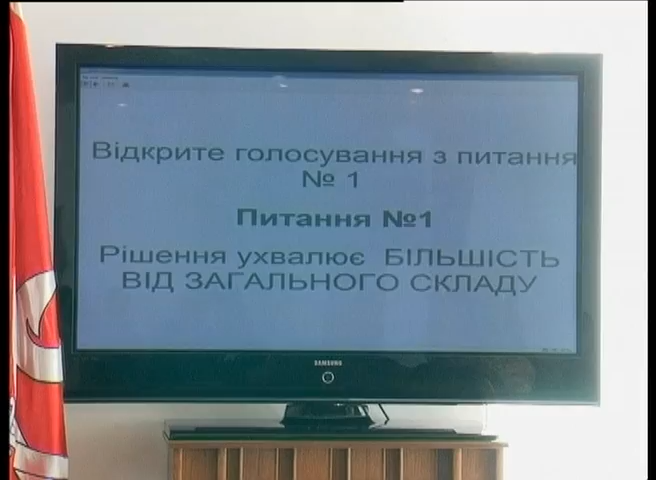 Відкрите голосування з питання
№ 1
Питання №1
Рішення ухвалює БІЛЬШІСТЬ
ВІД ЗАГАЛЬНОГО СКЛАДУ
SAMSUNG